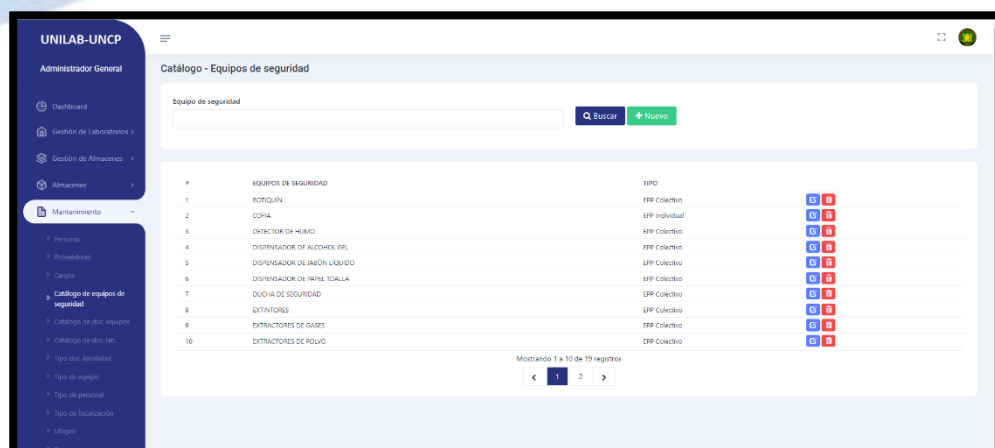 UNILAB-UNCP
Administrador General
Dashboard
Gestión de Laboratorios
Gestión de Almacenes
Almacenes
Mantenimiento
Personas
Proveedores
Cargos
Catálogo de equipos de
seguridad
Catálogo de doc. equipos
Catálogo de doc. lab.
Tipo doc. identidad
Tipo de equipo
Tipo de personal
Tipo de focalización
Ubigeo
Catálogo - Equipos de seguridad
Equipo de seguridad
Buscar
Nuevo
# EQUIPOS DE SEGURIDAD TIPO
1 BOTIQUÍN EPP Colectivo
2 COFIA EPP Individual
3 DETECTOR DE HUMO EPP Colectivo
4 DISPENSADOR DE ALCOHOL GEL EPP Colectivo
5 DISPENSADOR DE JABÓN LÍQUIDO EPP Colectivo
6 DISPENSADOR DE PAPEL TOALLA EPP Colectivo
7 DUCHA DE SEGURIDAD EPP Colectivo
8 EXTINTORES EPP Colectivo
9 EXTRACTORES DE GASES EPP Colectivo
10 EXTRACTORES DE POLVO EPP Colectivo
Mostrando 1 a 10 de 19 registros
1 2